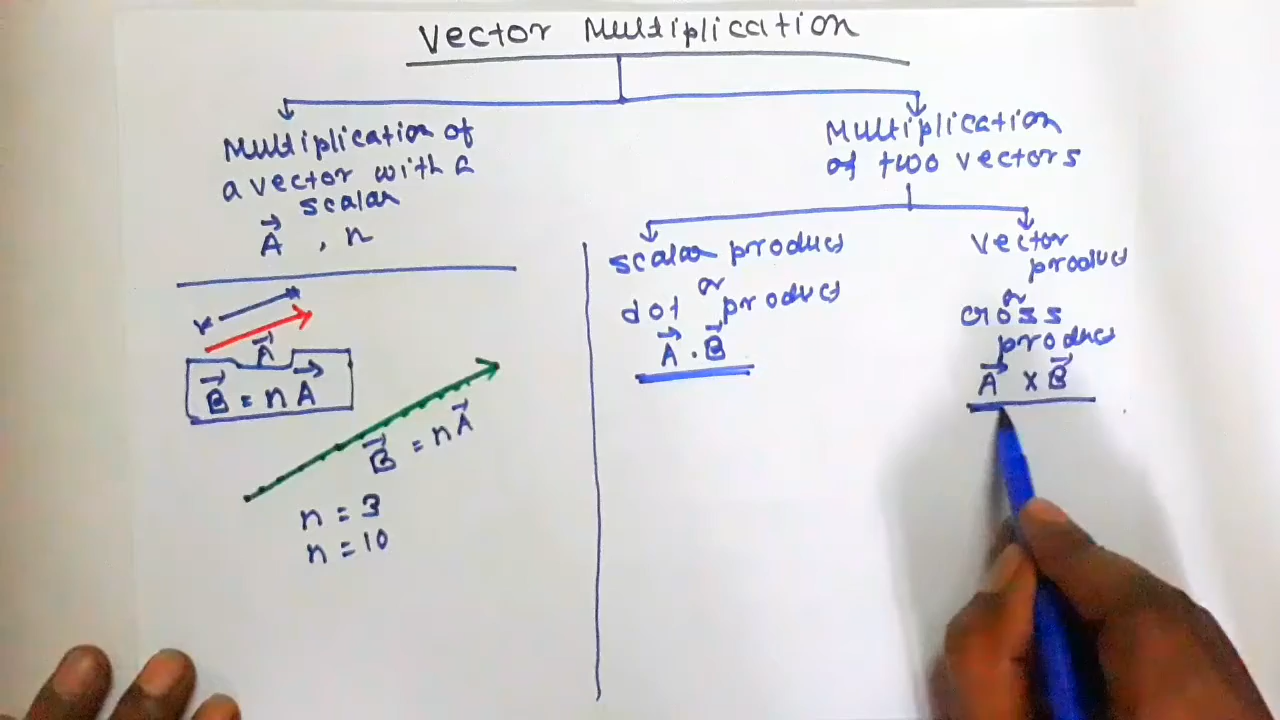 Vector Multiplication
Multiplication of
a vector with a
scalar
A⃗ , n
A⃗
B⃗ = n A⃗
B⃗ = n A⃗
n = 3
n = 10
Multiplication
of two vectors
scalar product
or
dot product
A⃗ . B⃗
Vector
product
or
cross
product
A⃗ × B⃗